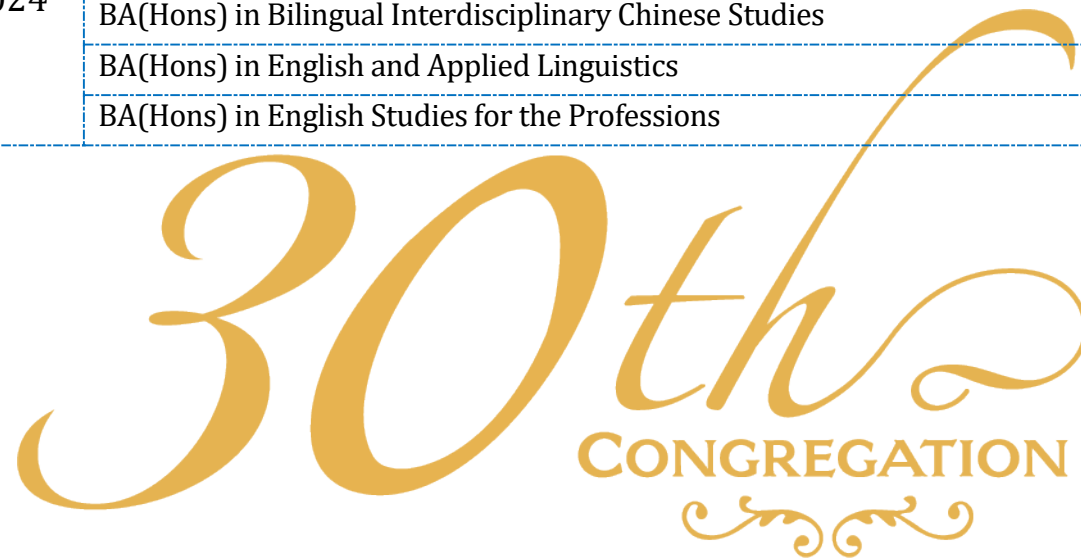 BA(Hons) in Bilingual Interdisciplinary Chinese Studies
BA(Hons) in English and Applied Linguistics
BA(Hons) in English Studies for the Professions
30th
CONGREGATION